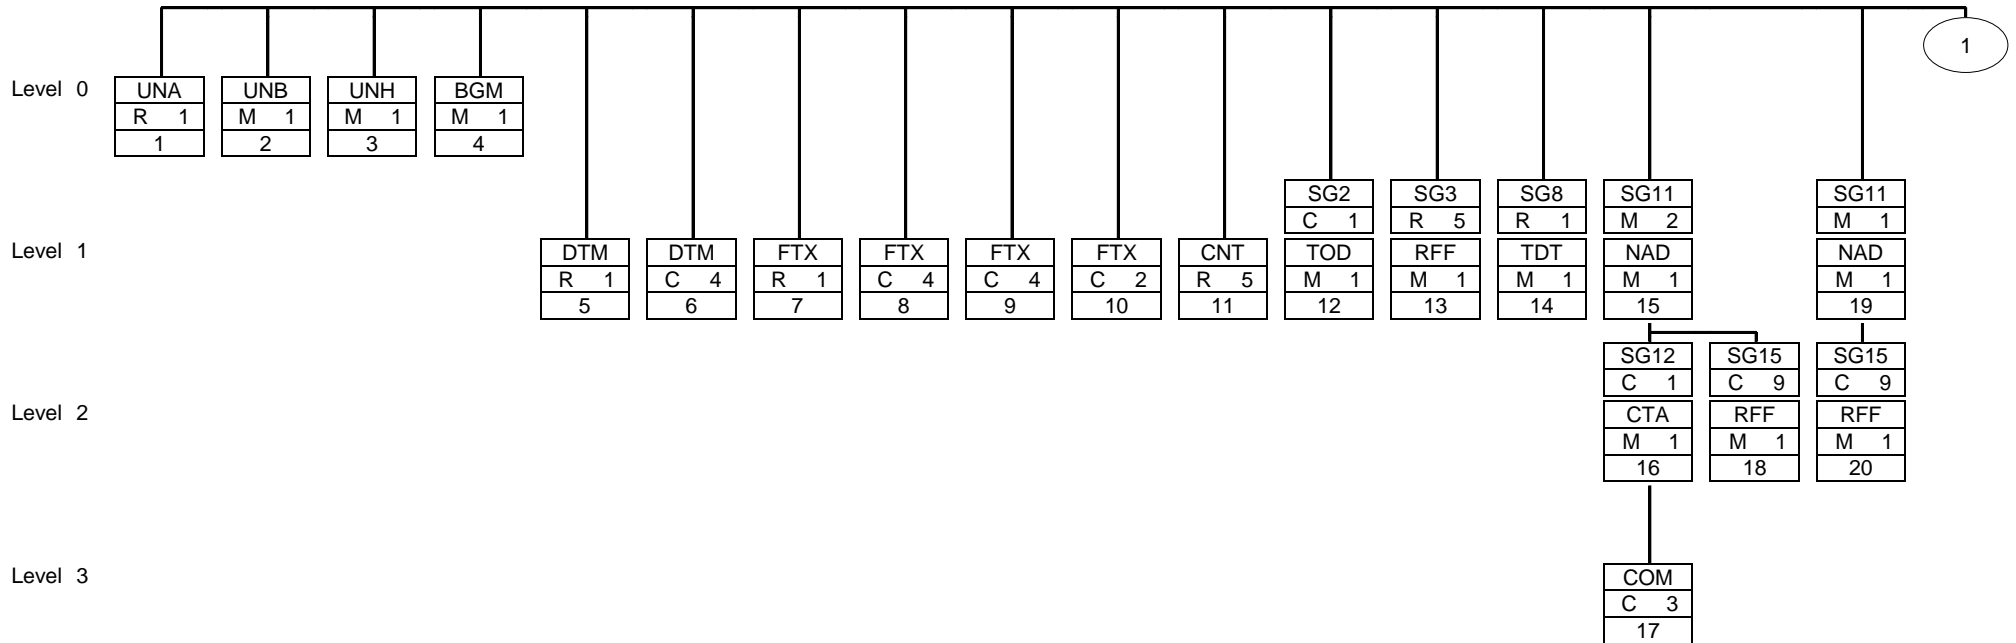 1
Level 0
UNA
R 1
1
UNB
M 1
2
UNH
M 1
3
BGM
M 1
4
Level 1
DTM
R 1
5
DTM
C 4
6
FTX
R 1
7
FTX
C 4
8
FTX
C 4
9
FTX
C 2
10
CNT
R 5
11
SG2
C 1
TOD
M 1
12
SG3
R 5
RFF
M 1
13
SG8
R 1
TDT
M 1
14
SG11
M 2
NAD
M 1
15
SG11
M 1
NAD
M 1
19
Level 2
SG12
C 1
CTA
M 1
16
SG15
C 9
RFF
M 1
18
SG15
C 9
RFF
M 1
20
Level 3
COM
C 3
17